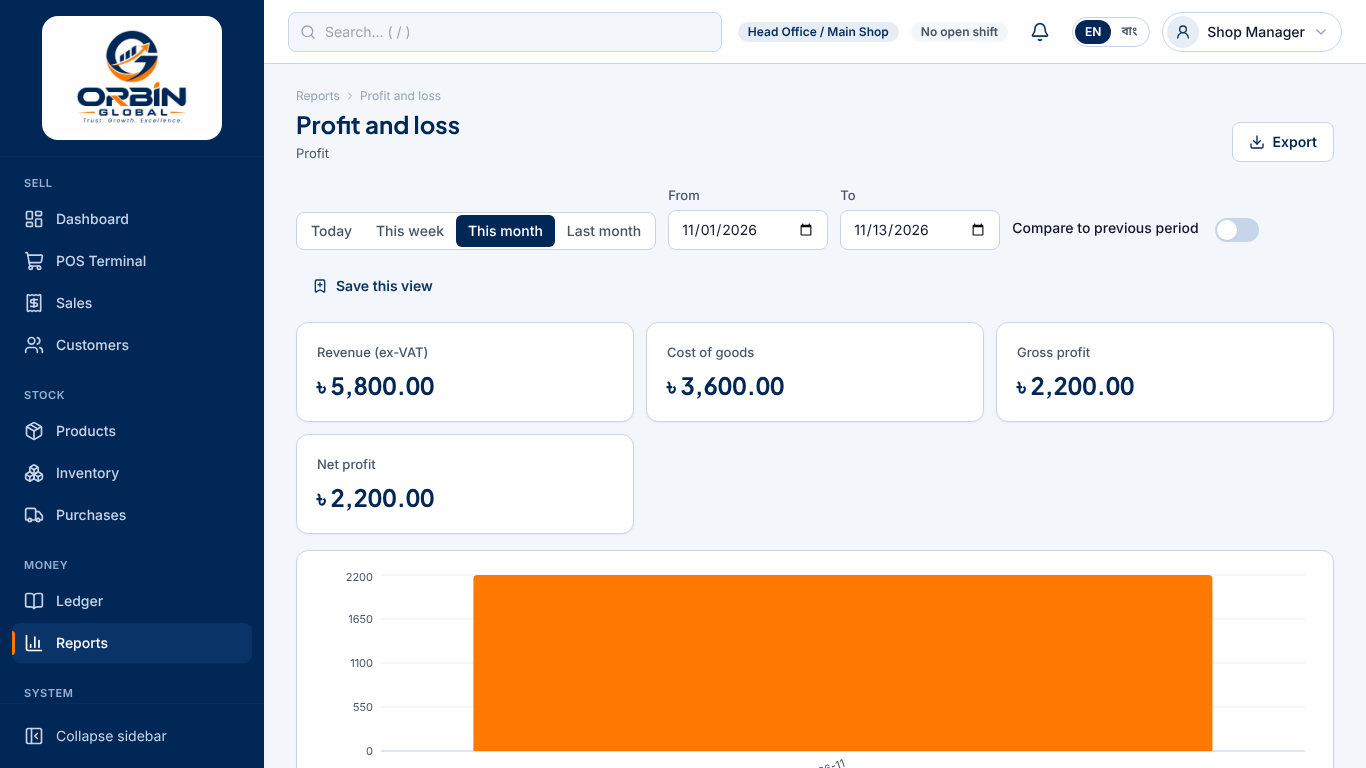 ORBIN
GLOBAL
Trust. Growth. Excellence.
SELL
Dashboard
POS Terminal
Sales
Customers
STOCK
Products
Inventory
Purchases
MONEY
Ledger
Reports
SYSTEM
Collapse sidebar
Search... ( / )
Head Office / Main Shop
No open shift
EN
বাং
Shop Manager
Reports > Profit and loss
Profit and loss
Profit
Export
Today
This week
This month
Last month
From
11/01/2026
To
11/13/2026
Compare to previous period
Save this view
Revenue (ex-VAT)
৳ 5,800.00
Cost of goods
৳ 3,600.00
Gross profit
৳ 2,200.00
Net profit
৳ 2,200.00
2200
1650
1100
550
0